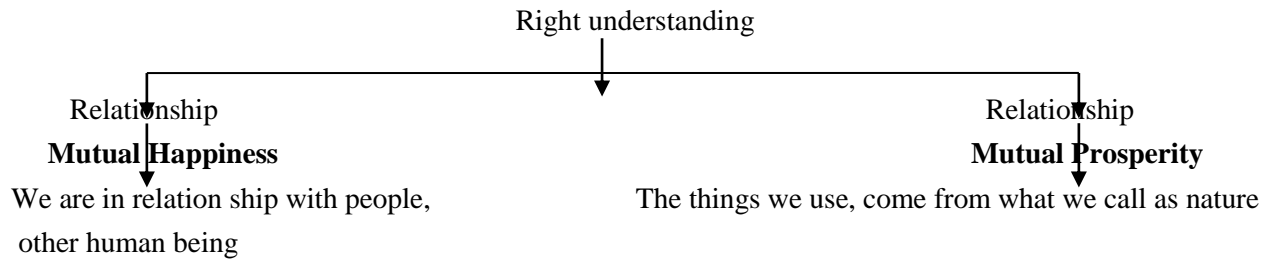 Right understanding
Relationship Relationship
Mutual Happiness Mutual Prosperity
We are in relation ship with people, The things we use, come from what we call as nature
other human being